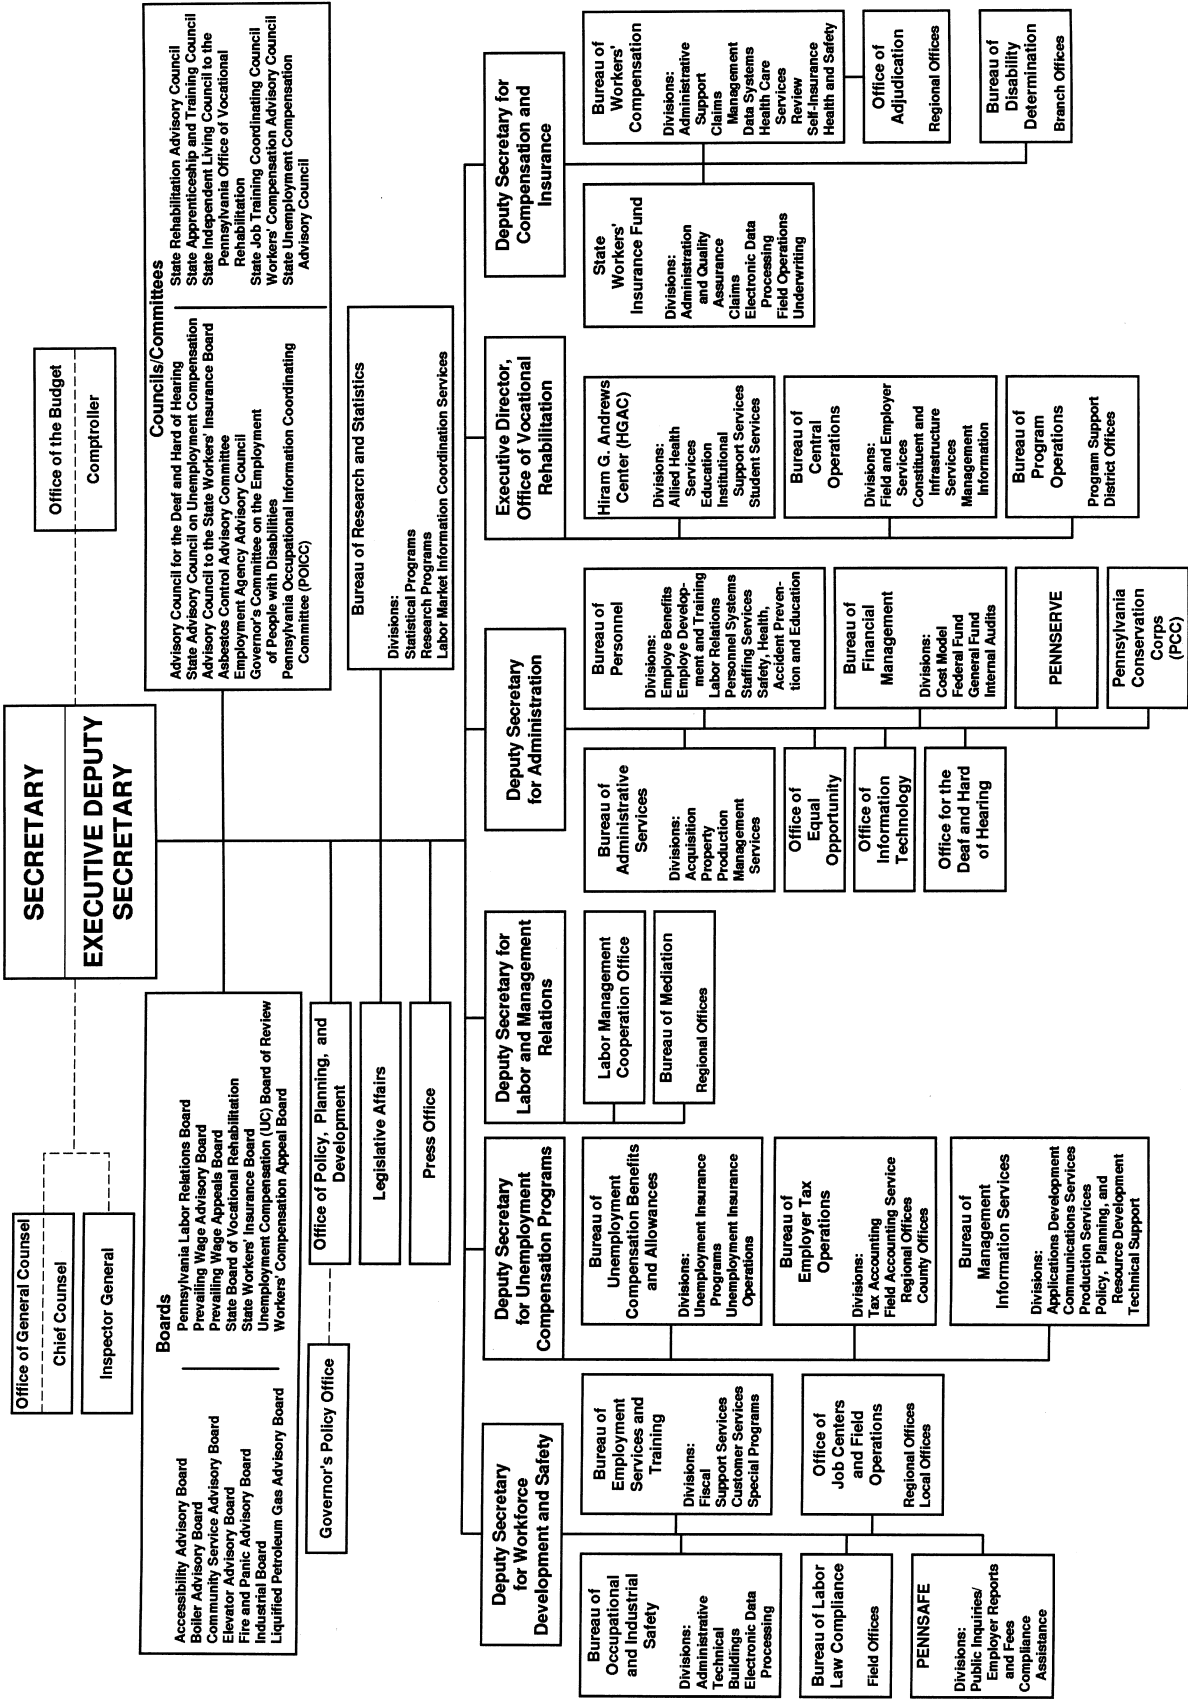 SECRETARY
EXECUTIVE DEPUTY
SECRETARY
Office of General Counsel
Chief Counsel
Inspector General
Office of the Budget
Comptroller
Boards
Accessibility Advisory Board
Boiler Advisory Board
Community Service Advisory Board
Elevator Advisory Board
Fire and Panic Advisory Board
Industrial Board
Liquified Petroleum Gas Advisory Board
Pennsylvania Labor Relations Board
Prevailing Wage Advisory Board
Prevailing Wage Appeals Board
State Board of Vocational Rehabilitation
State Workers' Insurance Board
Unemployment Compensation (UC) Board of Review
Workers' Compensation Appeal Board
Councils/Committees
Advisory Council for the Deaf and Hard of Hearing
State Advisory Council on Unemployment Compensation
Advisory Council to the State Workers' Insurance Board
Asbestos Control Advisory Committee
Employment Agency Advisory Council
Governor's Committee on the Employment
of People with Disabilities
Pennsylvania Occupational Information Coordinating
Committee (POICC)
State Rehabilitation Advisory Council
State Apprenticeship and Training Council
State Independent Living Council to the
Pennsylvania Office of Vocational
Rehabilitation
State Job Training Coordinating Council
Workers' Compensation Advisory Council
State Unemployment Compensation
Advisory Council
Governor's Policy Office
Office of Policy, Planning, and
Development
Legislative Affairs
Press Office
Bureau of Research and Statistics
Divisions:
Statistical Programs
Research Programs
Labor Market Information Coordination Services
Deputy Secretary
for Workforce
Development and Safety
Bureau of
Occupational
and Industrial
Safety
Divisions:
Administrative
Technical
Buildings
Electronic Data
Processing
Bureau of
Employment
Services and
Training
Divisions:
Fiscal
Support Services
Customer Services
Special Programs
Bureau of Labor
Law Compliance
Field Offices
Office of
Job Centers
and Field
Operations
Regional Offices
Local Offices
PENNSAFE
Divisions:
Public Inquiries/
Employer Reports
and Fees
Compliance
Assistance
Deputy Secretary
for Unemployment
Compensation Programs
Bureau of
Unemployment
Compensation Benefits
and Allowances
Divisions:
Unemployment Insurance
Programs
Unemployment Insurance
Operations
Bureau of
Employer Tax
Operations
Divisions:
Tax Accounting
Field Accounting Service
Regional Offices
County Offices
Bureau of
Management
Information Services
Divisions:
Applications Development
Communications Services
Production Services
Policy, Planning, and
Resource Development
Technical Support
Deputy Secretary for
Labor and Management
Relations
Labor Management
Cooperation Office
Bureau of Mediation
Regional Offices
Deputy Secretary
for Administration
Bureau of
Administrative
Services
Divisions:
Acquisition
Property
Production
Management
Services
Office of
Equal
Opportunity
Office of
Information
Technology
Office for the
Deaf and Hard
of Hearing
Bureau of
Personnel
Divisions:
Employe Benefits
Employe Develop-
ment and Training
Labor Relations
Personnel Systems
Staffing Services
Safety, Health,
Accident Preven-
tion and Education
Bureau of
Financial
Management
Divisions:
Cost Model
Federal Fund
General Fund
Internal Audits
PENNSERVE
Pennsylvania
Conservation
Corps
(PCC)
Executive Director,
Office of Vocational
Rehabilitation
Hiram G. Andrews
Center (HGAC)
Divisions:
Allied Health
Services
Education
Institutional
Support Services
Student Services
Bureau of
Central
Operations
Divisions:
Field and Employer
Services
Constituent and
Infrastructure
Services
Management
Information
Bureau of
Program
Operations
Program Support
District Offices
Deputy Secretary for
Compensation and
Insurance
State
Workers'
Insurance Fund
Divisions:
Administration
and Quality
Assurance
Claims
Electronic Data
Processing
Field Operations
Underwriting
Bureau of
Workers'
Compensation
Divisions:
Administrative
Support
Claims
Management
Data Systems
Health Care
Services
Review
Self-Insurance
Health and Safety
Office of
Adjudication
Regional Offices
Bureau of
Disability
Determination
Branch Offices